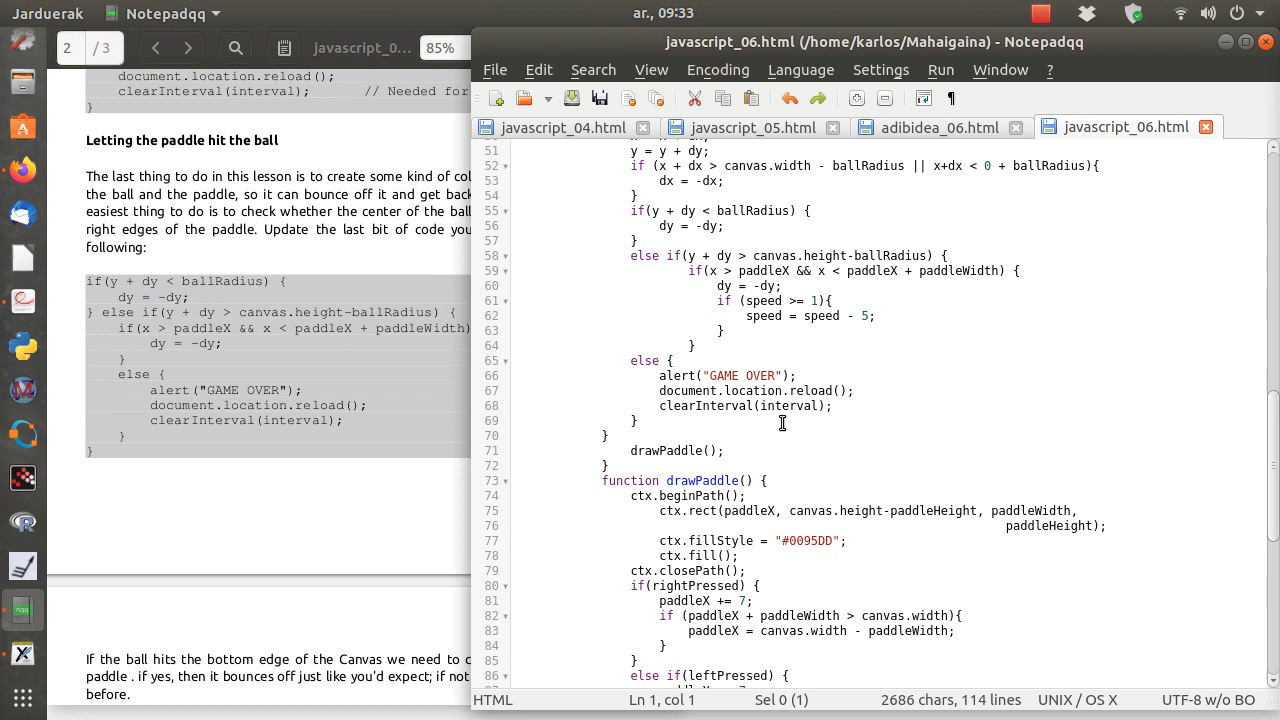 Jarduerak
Notepadqq
ar., 09:33
2 / 3
javascript_0...
85%
document.location.reload();
clearInterval(interval);      // Needed for
}
Letting the paddle hit the ball
The last thing to do in this lesson is to create some kind of col
the ball and the paddle, so it can bounce off it and get back
easiest thing to do is to check whether the center of the ball
right edges of the paddle. Update the last bit of code you
following:
if(y + dy < ballRadius) {
    dy = -dy;
} else if(y + dy > canvas.height-ballRadius) {
    if(x > paddleX && x < paddleX + paddleWidth)
        dy = -dy;
    }
    else {
        alert("GAME OVER");
        document.location.reload();
        clearInterval(interval);
    }
}
If the ball hits the bottom edge of the Canvas we need to c
paddle . if yes, then it bounces off just like you'd expect; if not
before.
javascript_06.html (/home/karlos/Mahaigaina) - Notepadqq
File Edit Search View Encoding Language Settings Run Window ?
javascript_04.html
javascript_05.html
adibidea_06.html
javascript_06.html
51 y = y + dy;
52 if (x + dx > canvas.width - ballRadius || x+dx < 0 + ballRadius){
53 dx = -dx;
54 }
55 if(y + dy < ballRadius) {
56 dy = -dy;
57 }
58 else if(y + dy > canvas.height-ballRadius) {
59 if(x > paddleX && x < paddleX + paddleWidth) {
60 dy = -dy;
61 if (speed >= 1){
62 speed = speed - 5;
63 }
64 }
65 else {
66 alert("GAME OVER");
67 document.location.reload();
68 clearInterval(interval);
69 }
70 }
71 drawPaddle();
72 }
73 function drawPaddle() {
74 ctx.beginPath();
75 ctx.rect(paddleX, canvas.height-paddleHeight, paddleWidth,
76 paddleHeight);
77 ctx.fillStyle = "#0095DD";
78 ctx.fill();
79 ctx.closePath();
80 if(rightPressed) {
81 paddleX += 7;
82 if (paddleX + paddleWidth > canvas.width){
83 paddleX = canvas.width - paddleWidth;
84 }
85 }
86 else if(leftPressed) {
HTML
Ln 1, col 1
Sel 0 (1)
2686 chars, 114 lines
UNIX / OS X
UTF-8 w/o BO